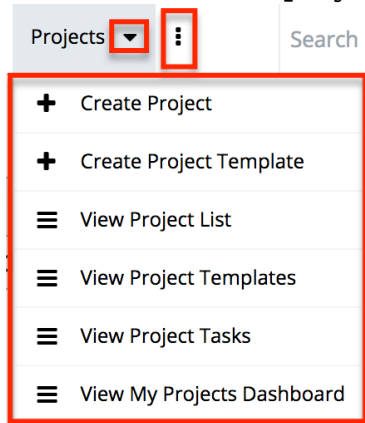 Projects Search
Create Project
Create Project Template
View Project List
View Project Templates
View Project Tasks
View My Projects Dashboard